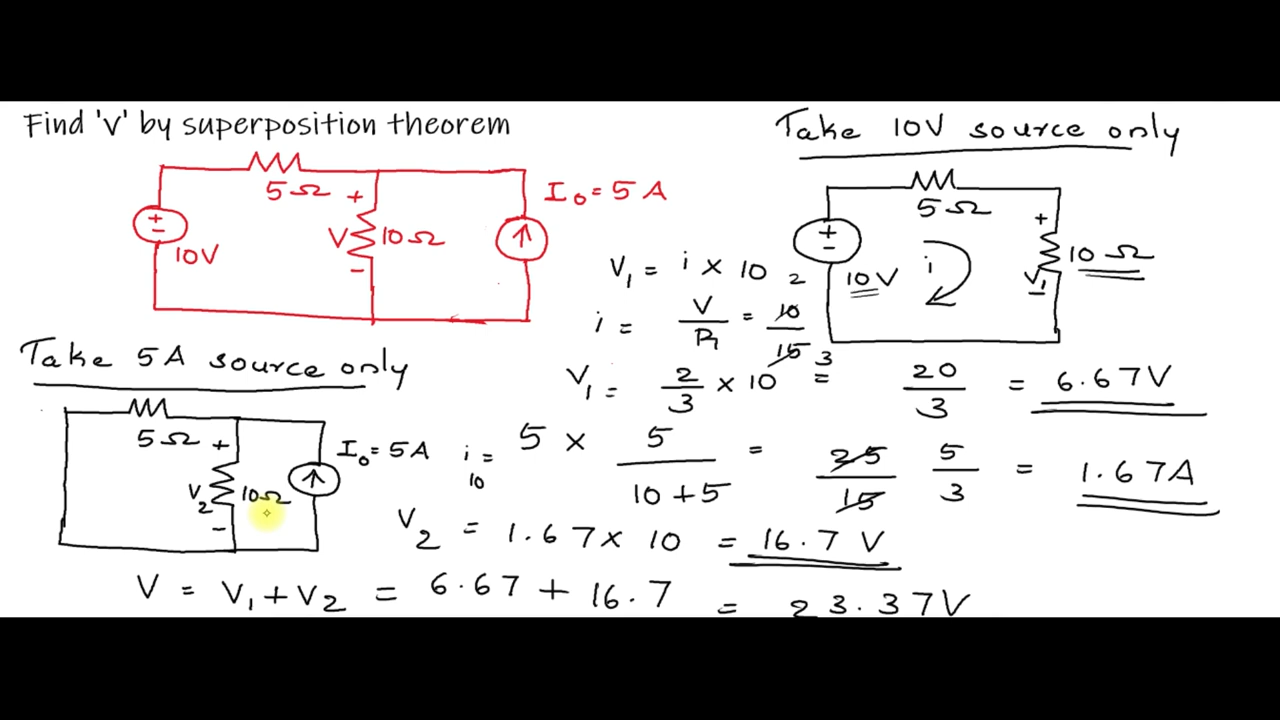 Find 'v' by superposition theorem
5Ω
+
I₀ = 5A
+
−
V
10Ω
10V
−
Take 10V source only
5Ω
+
+
−
10V
i
V₁
10Ω
−
V₁ = i × 10
i = V/R = 10/15 2 3
V₁ = 2/3 × 10 = 20/3 = 6.67V
Take 5A source only
5Ω
+
I₀ = 5A
V₂
10Ω
−
i₁₀ = 5 × 5/(10+5) = 25/15 5/3 = 1.67A
V₂ = 1.67 × 10 = 16.7 V
V = V₁ + V₂ = 6.67 + 16.7 = 23.37V